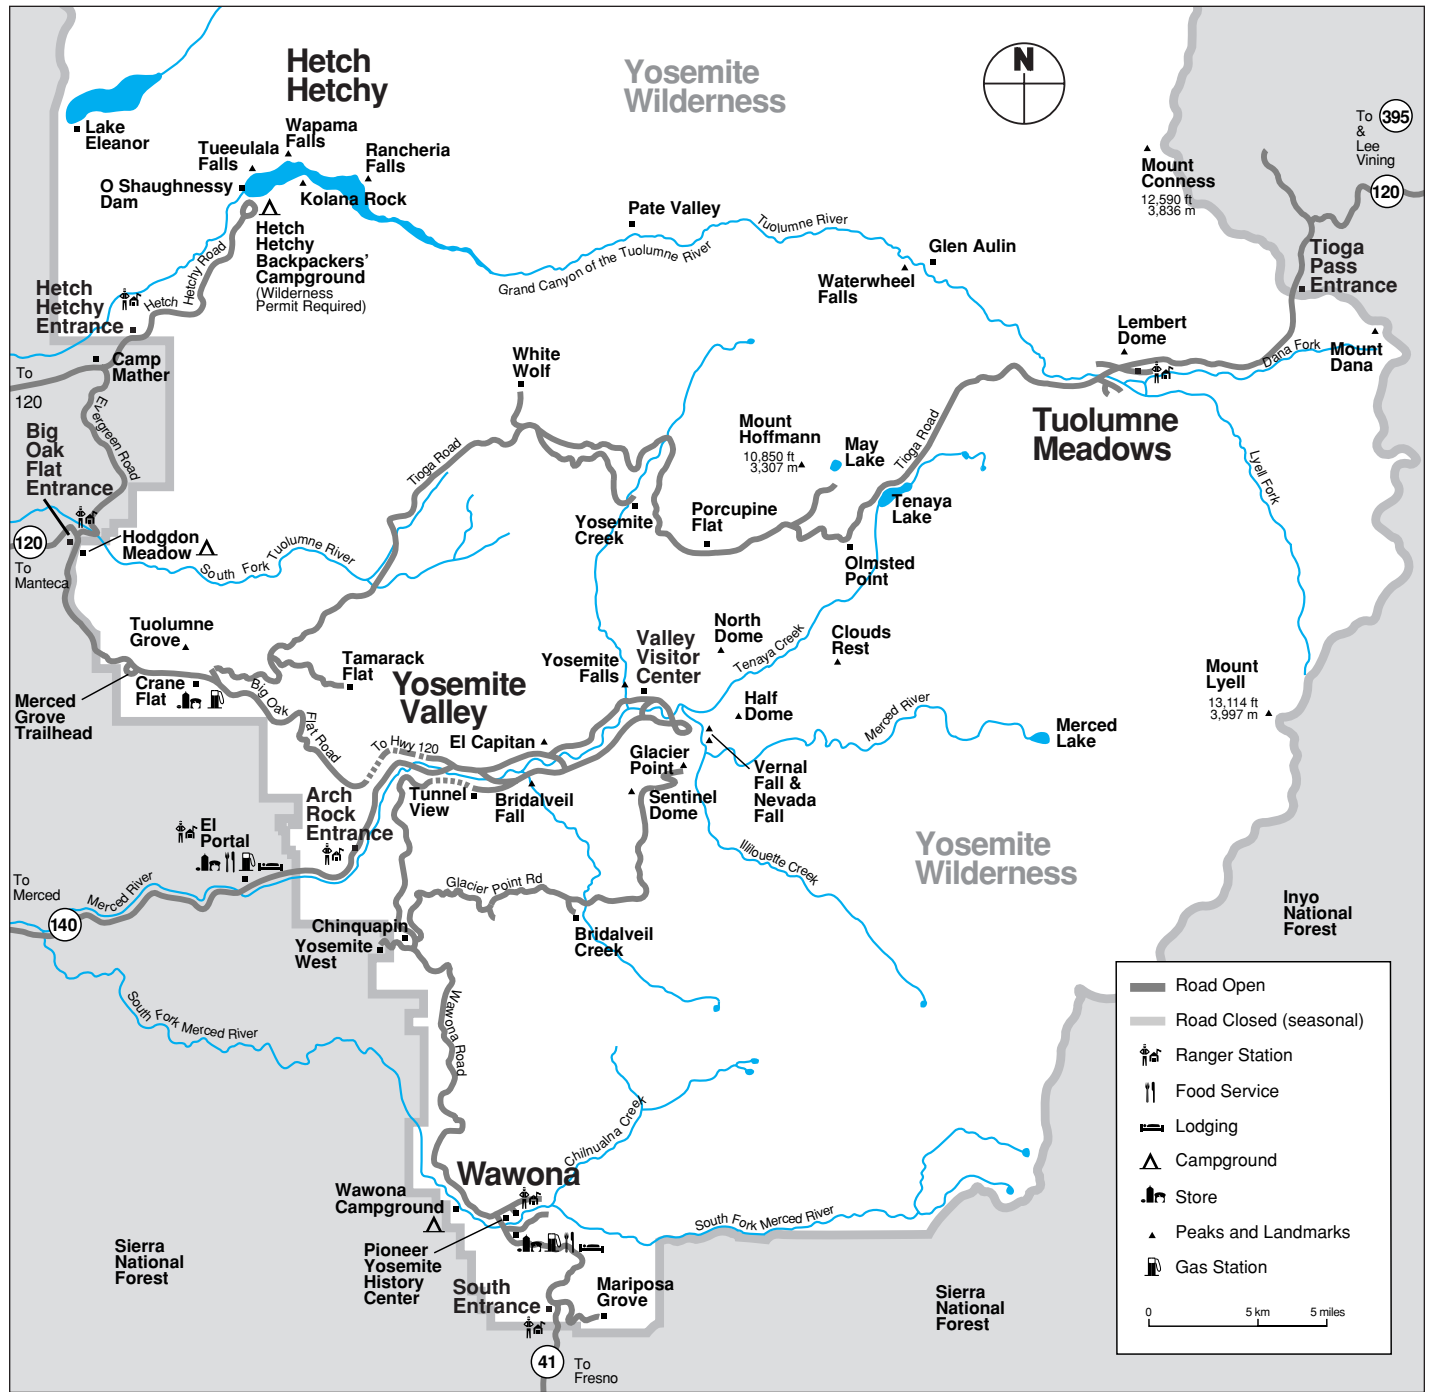 Hetch
Hetchy
Yosemite
Wilderness
N
To
395
&
Lee
Vining
120
Lake
Eleanor
Wapama
Falls
Tueeulala
Falls
Rancheria
Falls
O Shaughnessy
Dam
Kolana Rock
Mount
Conness
12,590 ft
3,836 m
Hetch
Hetchy
Backpackers'
Campground
(Wilderness
Permit Required)
Pate Valley
Tuolumne River
Grand Canyon of the Tuolumne River
Glen Aulin
Waterwheel
Falls
Tioga
Pass
Entrance
Hetch
Hetchy
Entrance
Hetch
Hetchy Road
Camp
Mather
To
120
White
Wolf
Lembert
Dome
Dana Fork
Mount
Dana
Tuolumne
Meadows
Big
Oak
Flat
Entrance
Evergreen Road
Tioga Road
Mount
Hoffmann
10,850 ft
3,307 m
May
Lake
Tioga Road
Lyell Fork
Tenaya
Lake
Yosemite
Creek
Porcupine
Flat
Olmsted
Point
120
To
Manteca
Hodgdon
Meadow
South Fork Tuolumne River
Tuolumne
Grove
Merced
Grove
Trailhead
Crane
Flat
Tamarack
Flat
Big Oak
Flat Road
Yosemite
Valley
Yosemite
Falls
Valley
Visitor
Center
North
Dome
Tenaya Creek
Clouds
Rest
Half
Dome
Merced River
Merced
Lake
Mount
Lyell
13,114 ft
3,997 m
To Hwy 120
El Capitan
Glacier
Point
Sentinel
Dome
Vernal
Fall &
Nevada
Fall
Arch
Rock
Entrance
Tunnel
View
Bridalveil
Fall
El
Portal
Illilouette Creek
Yosemite
Wilderness
To
Merced
Merced River
140
Glacier Point Rd
Chinquapin
Yosemite
West
Bridalveil
Creek
Inyo
National
Forest
South Fork Merced River
Wawona Road
Chilnualna Creek
Wawona
Wawona
Campground
South Fork Merced River
Pioneer
Yosemite
History
Center
South
Entrance
Mariposa
Grove
Sierra
National
Forest
Sierra
National
Forest
41
To
Fresno
Road Open
Road Closed (seasonal)
Ranger Station
Food Service
Lodging
Campground
Store
Peaks and Landmarks
Gas Station
0
5 km
5 miles